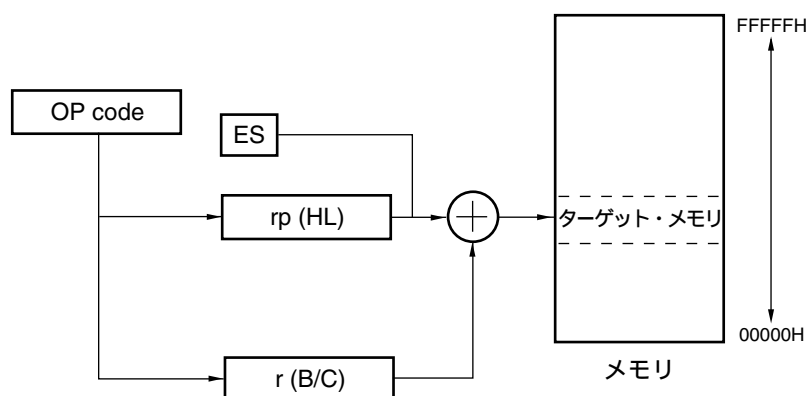 FFFFFH
OP code
ES
rp (HL)
ターゲット・メモリ
00000H
r (B/C)
メモリ